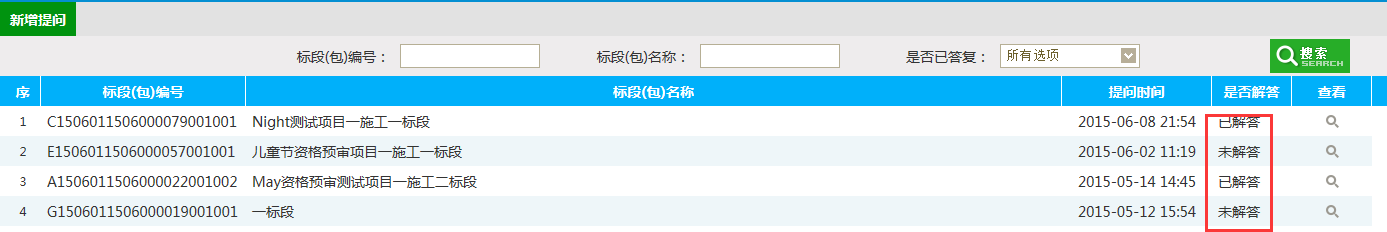 新增提问
标段(包)编号： 标段(包)名称： 是否已答复： 所有选项 搜索 SEARCH
序 标段(包)编号 标段(包)名称 提问时间 是否解答 查看
1 C1506011506000079001001 Night测试项目一施工一标段 2015-06-08 21:54 已解答
2 E1506011506000057001001 儿童节资格预审项目一施工一标段 2015-06-02 11:19 未解答
3 A1506011506000022001002 May资格预审测试项目一施工二标段 2015-05-14 14:45 已解答
4 G1506011506000019001001 一标段 2015-05-12 15:54 未解答